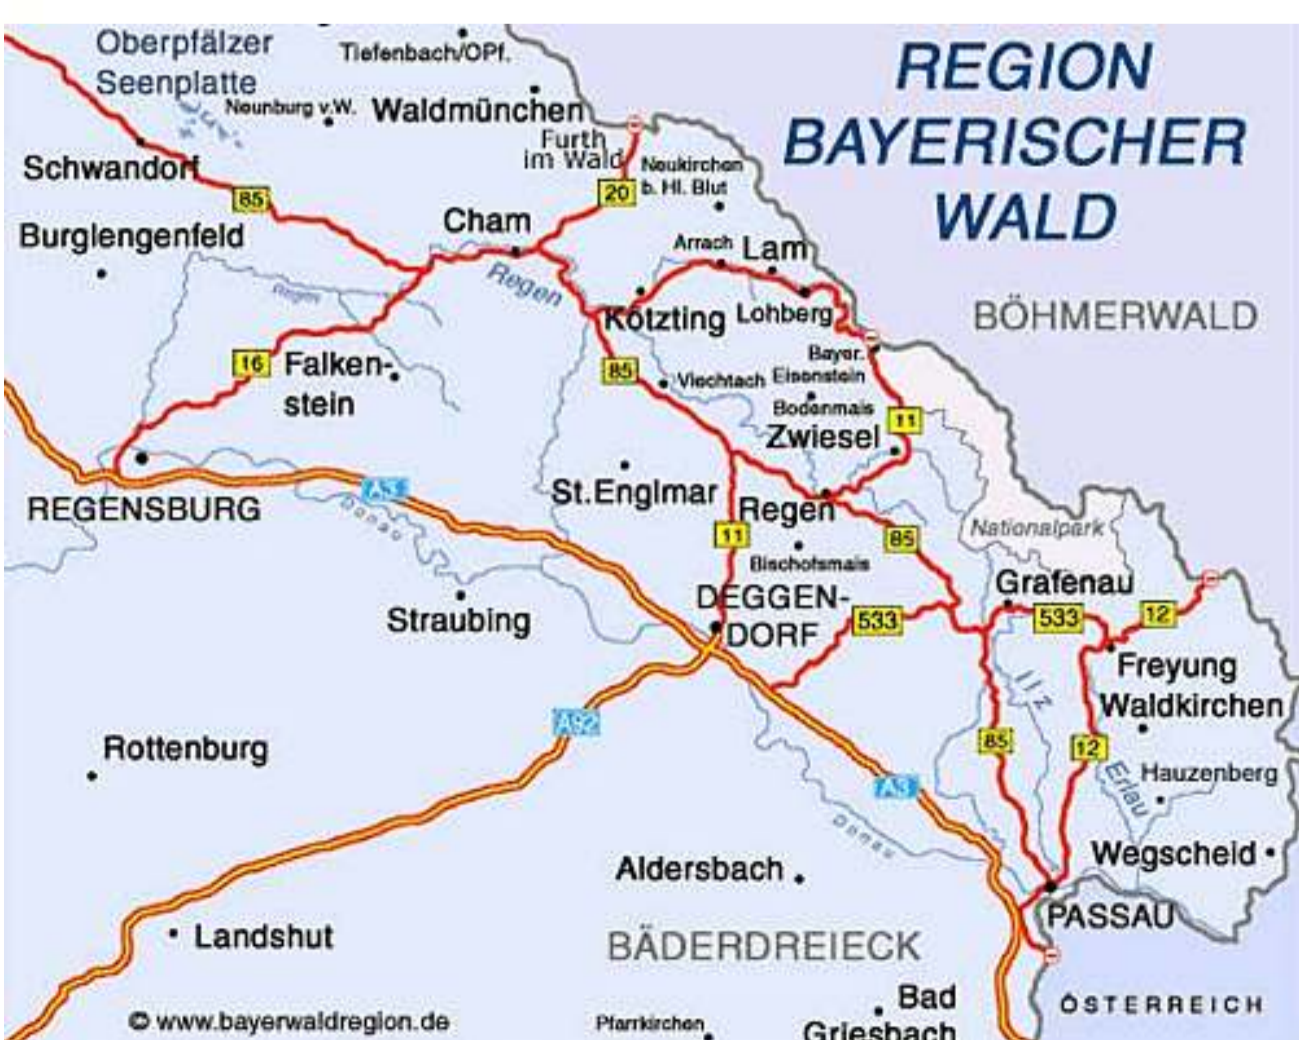 REGION
BAYERISCHER
WALD
Oberpfälzer
Seenplatte
Tiefenbach/OPf.
Neunburg v.W.
Waldmünchen
Furth
im Wald
Neukirchen
b. Hl. Blut
Schwandorf
85
20
Burglengenfeld
Cham
Arrach
Lam
Regen
Regen
BÖHMERWALD
Kötzting
Lohberg
16
Falken-
stein
85
Viechtach
Bayer.
Eisenstein
Bodenmais
11
Zwiesel
A3
St.Englmar
REGENSBURG
Donau
Regen
Nationalpark
11
85
Bischofsmais
Straubing
DEGGEN-
DORF
533
Grafenau
533
12
Freyung
Ilz
Waldkirchen
A92
85
12
Rottenburg
Hauzenberg
A3
Erlau
Donau
Wegscheid
Aldersbach
PASSAU
Landshut
BÄDERDREIECK
Bad
Griesbach
ÖSTERREICH
© www.bayerwaldregion.de
Pfarrkirchen